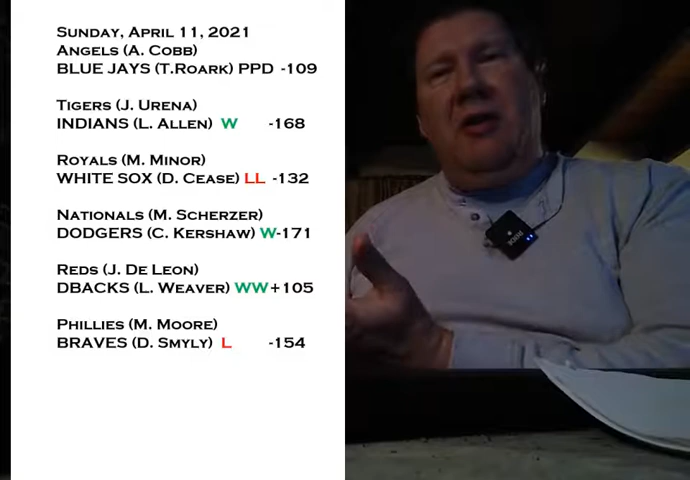 Sunday, April 11, 2021
Angels (A. Cobb)
BLUE JAYS (T.Roark) PPD -109
Tigers (J. Urena)
INDIANS (L. Allen) W -168
Royals (M. Minor)
WHITE SOX (D. Cease) LL -132
Nationals (M. Scherzer)
DODGERS (C. Kershaw) W-171
Reds (J. De Leon)
DBACKS (L. Weaver) WW+105
Phillies (M. Moore)
BRAVES (D. Smyly) L -154
RODE